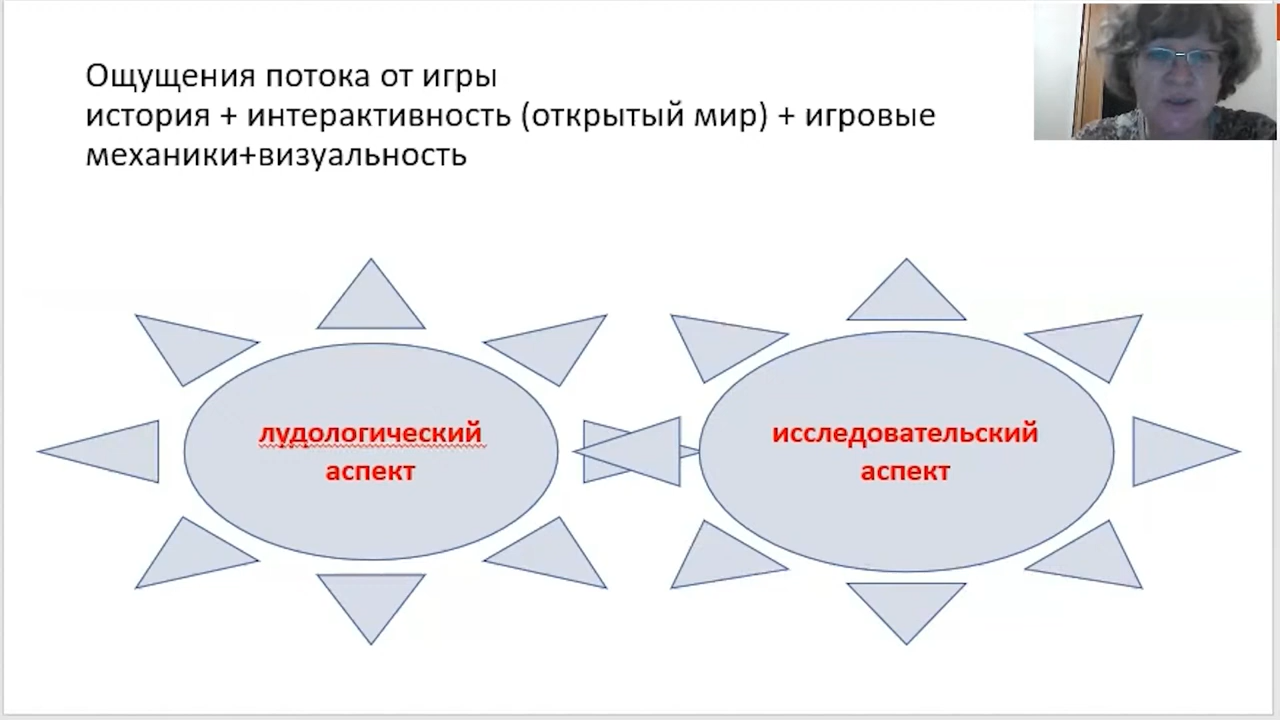 Ощущения потока от игры
история + интерактивность (открытый мир) + игровые
механики+визуальность
лудологический
аспект
исследовательский
аспект